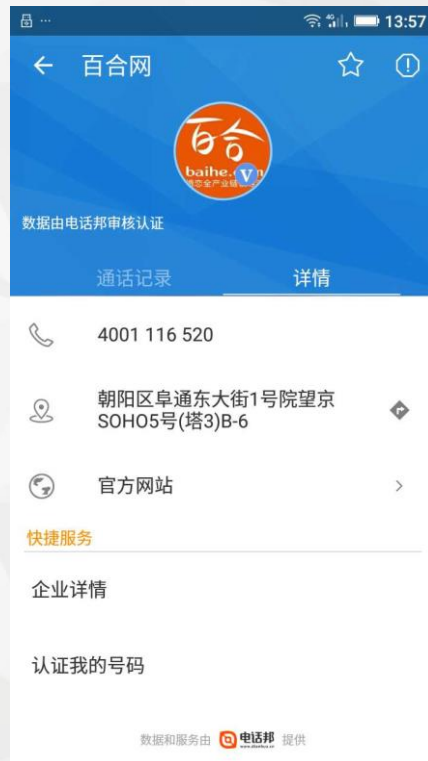 13:57
百合网
百合
baihe.
数据由电话邦审核认证
通话记录
详情
4001 116 520
朝阳区阜通东大街1号院望京
SOHO5号(塔3)B-6
官方网站
快捷服务
企业详情
认证我的号码
数据和服务由 电话邦 提供